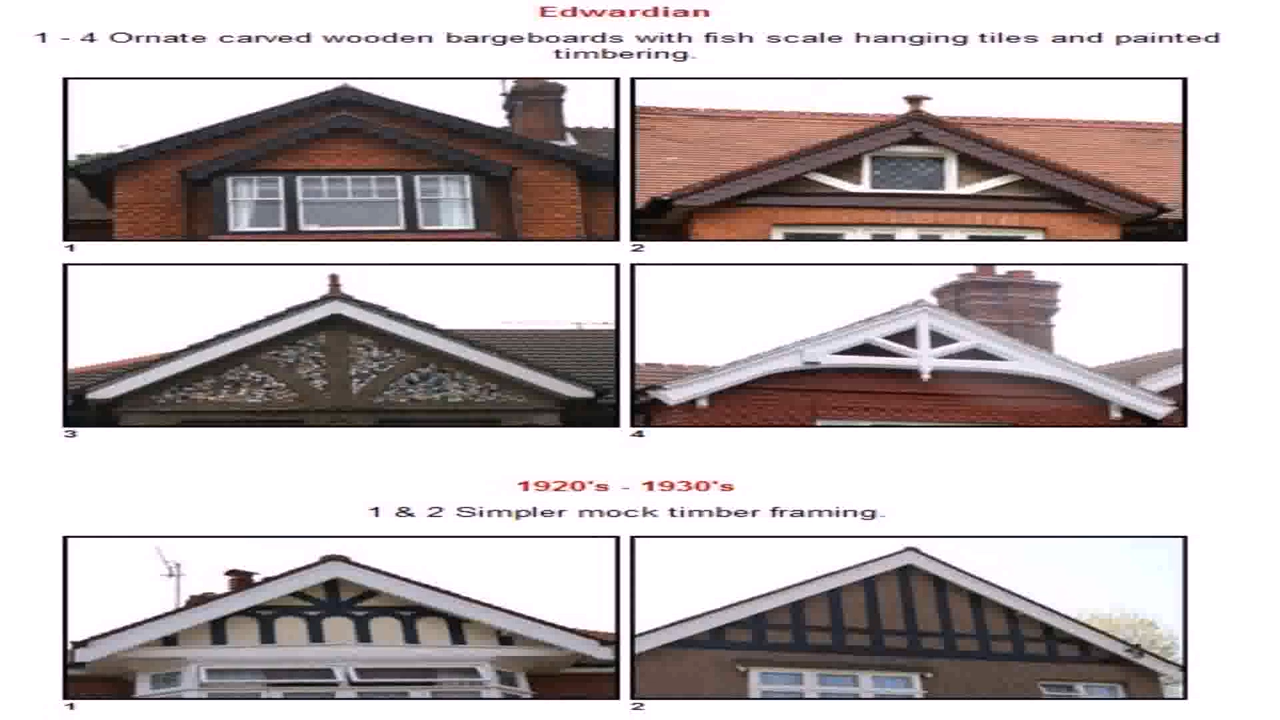 Edwardian
1 - 4 Ornate carved wooden bargeboards with fish scale hanging tiles and painted
timbering.
1
2
3
4
1920's - 1930's
1 & 2 Simpler mock timber framing.
1
2